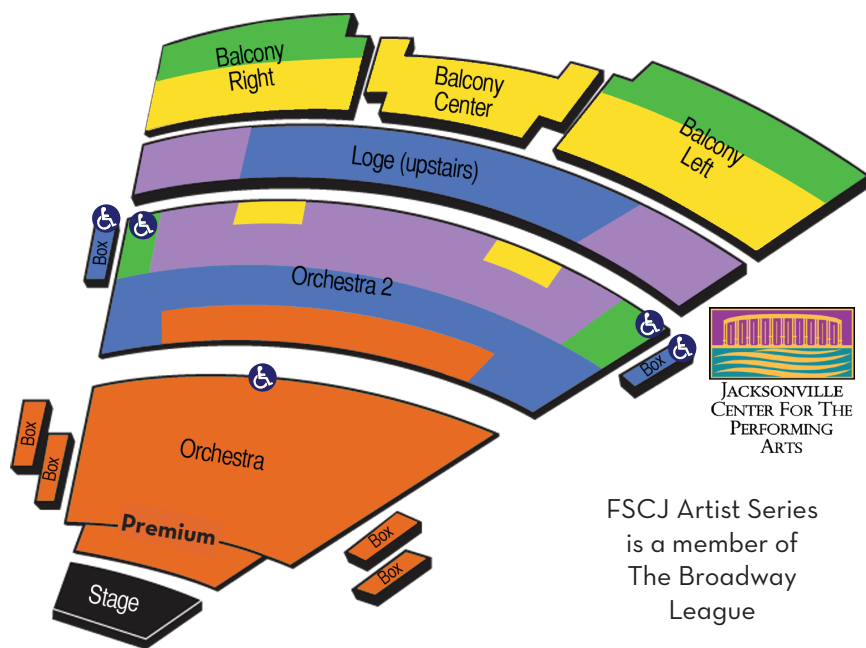 Balcony
Right
Balcony
Center
Balcony
Left
Loge (upstairs)
Box
Orchestra 2
Box
JACKSONVILLE
CENTER FOR THE
PERFORMING
ARTS
Box
Box
Orchestra
Premium
Box
Box
Stage
FSCJ Artist Series
is a member of
The Broadway
League